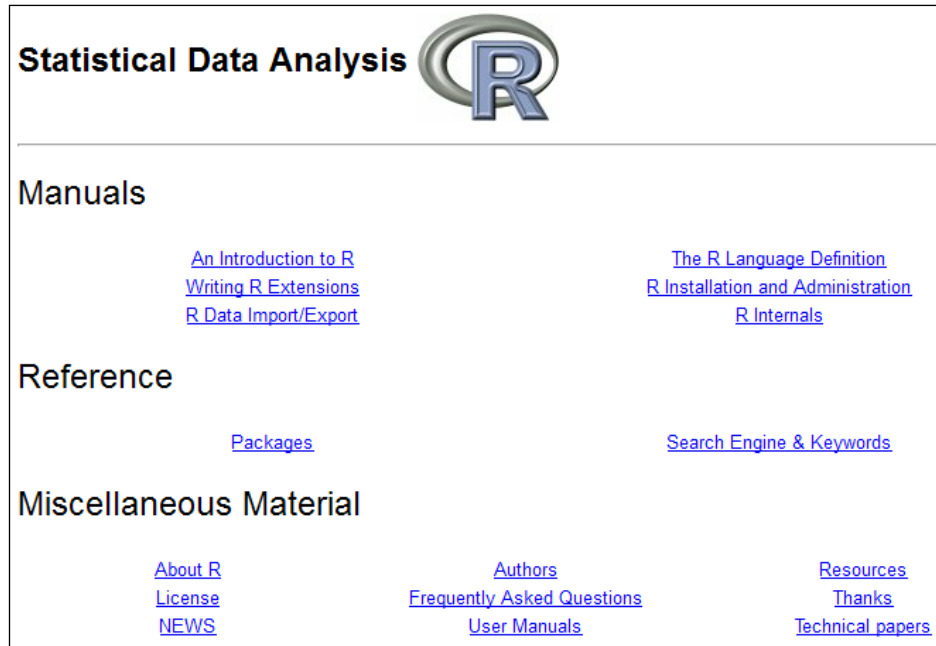 Statistical Data Analysis R
Manuals
An Introduction to R The R Language Definition
Writing R Extensions R Installation and Administration
R Data Import/Export R Internals
Reference
Packages Search Engine & Keywords
Miscellaneous Material
About R Authors Resources
License Frequently Asked Questions Thanks
NEWS User Manuals Technical papers